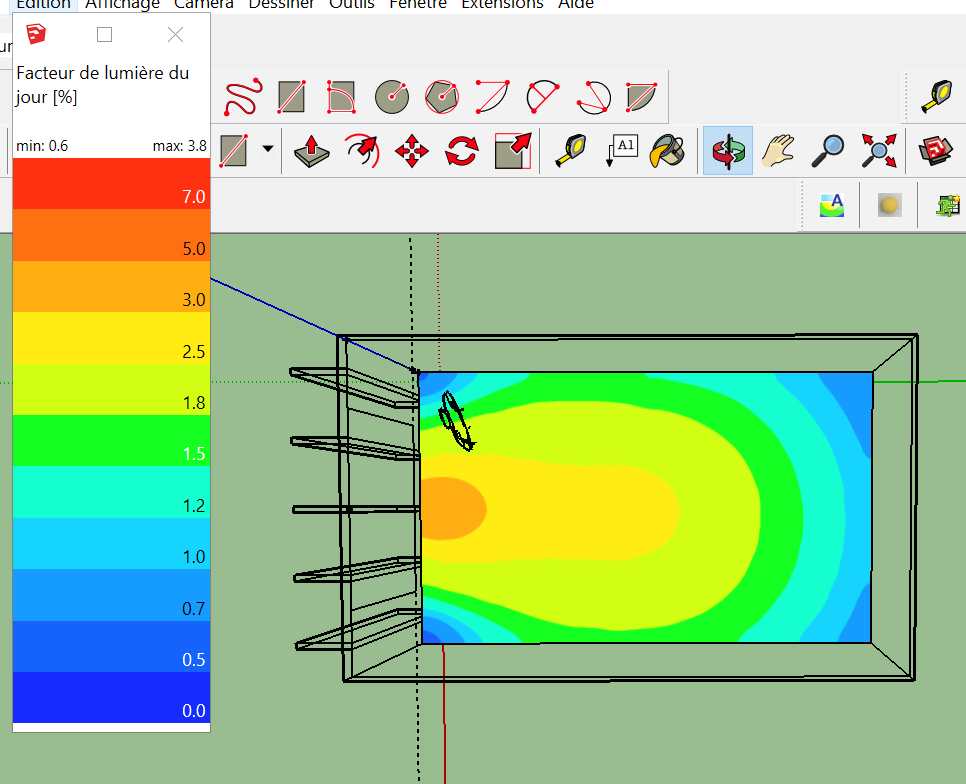 Edition Affichage Caméra Dessiner Outils Fenêtre Extensions Aide
Facteur de lumière du
jour [%]
min: 0.6 max: 3.8
7.0
5.0
3.0
2.5
1.8
1.5
1.2
1.0
0.7
0.5
0.0
A1
A